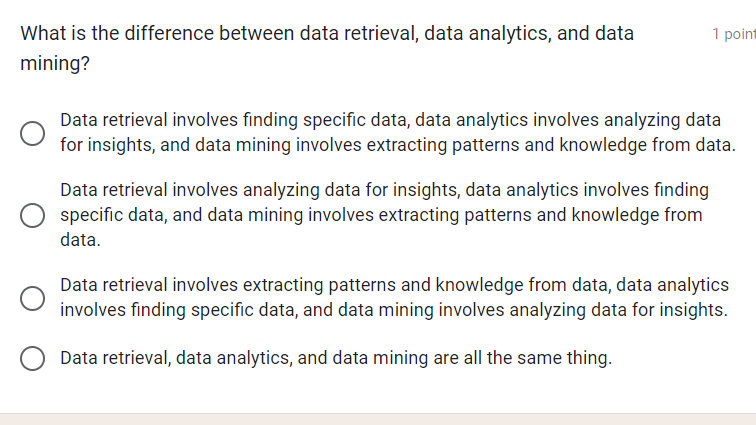 What is the difference between data retrieval, data analytics, and data
1 point
mining?
Data retrieval involves finding specific data, data analytics involves analyzing data
for insights, and data mining involves extracting patterns and knowledge from data.
Data retrieval involves analyzing data for insights, data analytics involves finding
specific data, and data mining involves extracting patterns and knowledge from
data.
Data retrieval involves extracting patterns and knowledge from data, data analytics
involves finding specific data, and data mining involves analyzing data for insights.
Data retrieval, data analytics, and data mining are all the same thing.